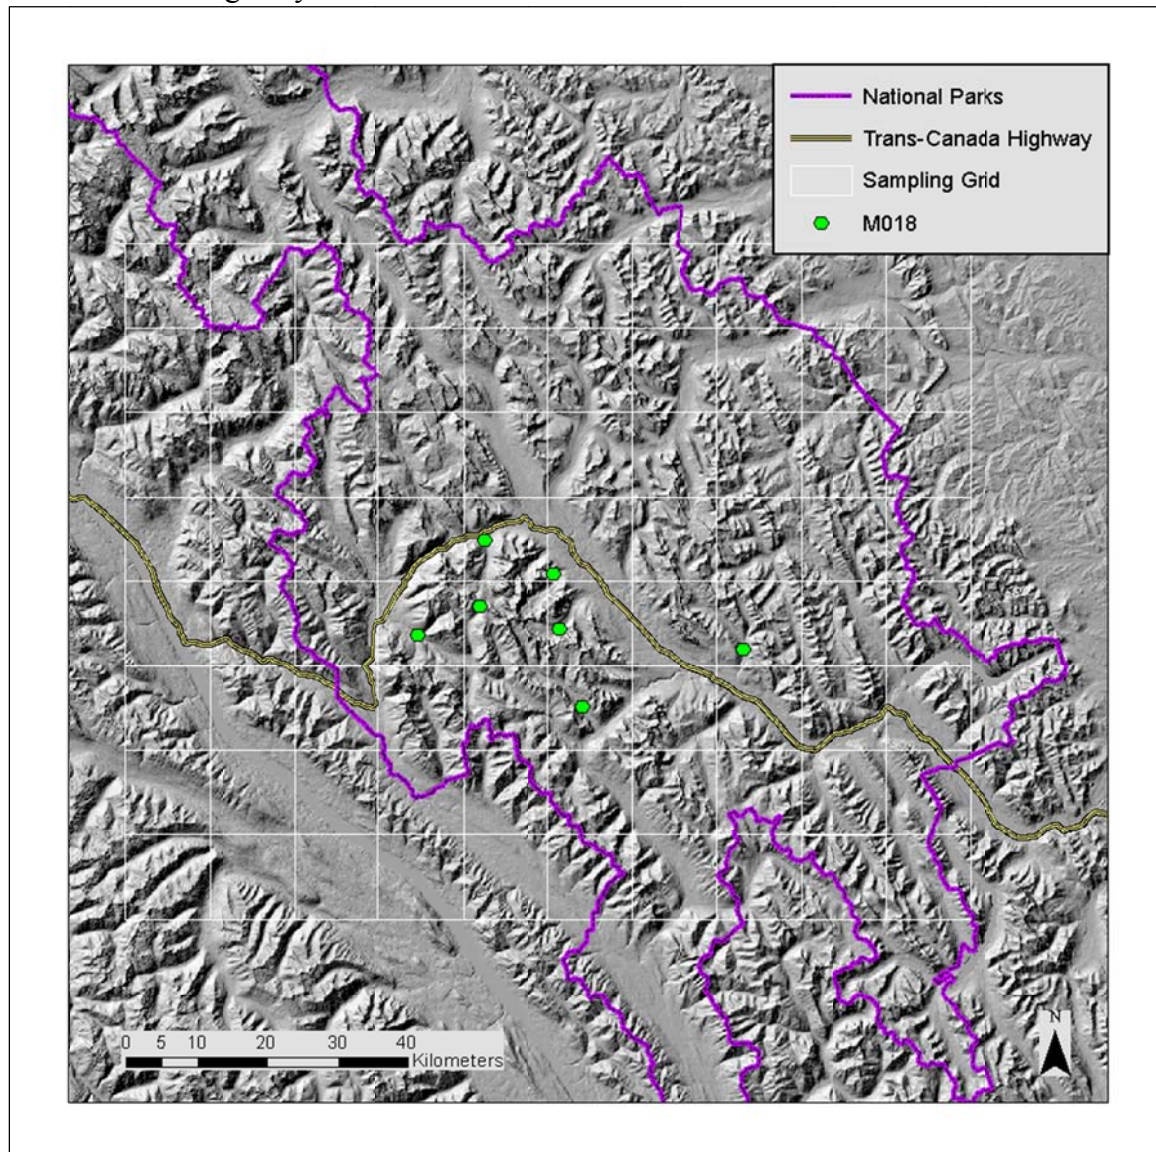 National Parks
Trans-Canada Highway
Sampling Grid
M018
N
0 5 10 20 30 40
Kilometers